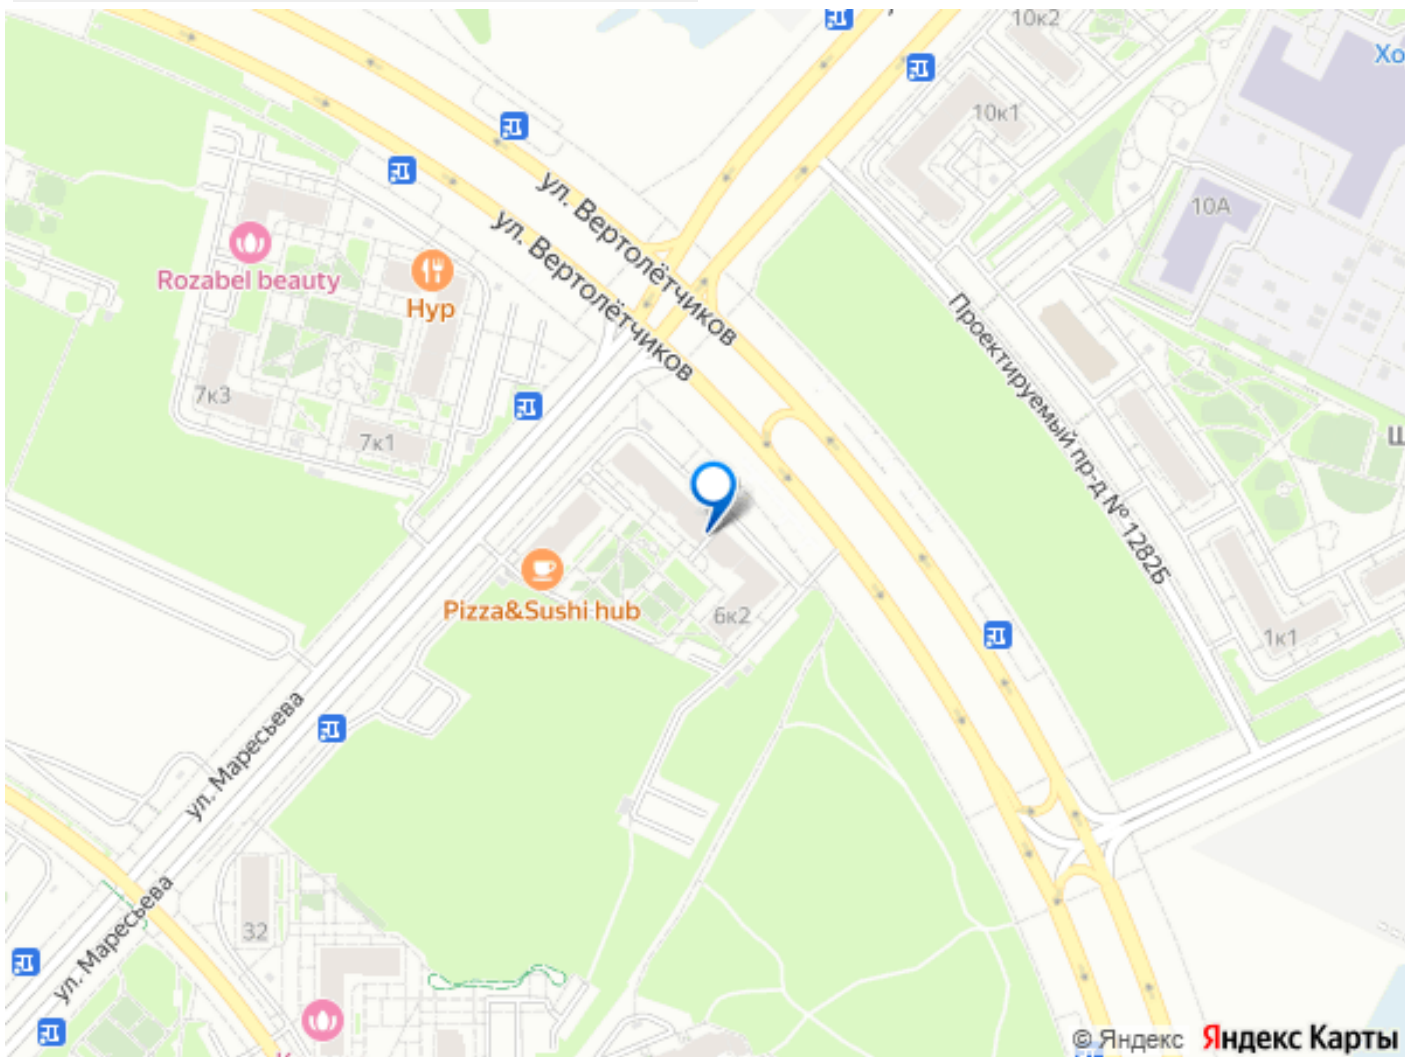 10к2
Хо
10к1
10А
ул. Вертолётчиков
ул. Вертолётчиков
Rozabel beauty
Нур
Проектируемый пр-д № 1282Б
7к3
7к1
Pizza&Sushi hub
6к2
1к1
ул. Маресьева
ул. Маресьева
32
© Яндекс Яндекс Карты